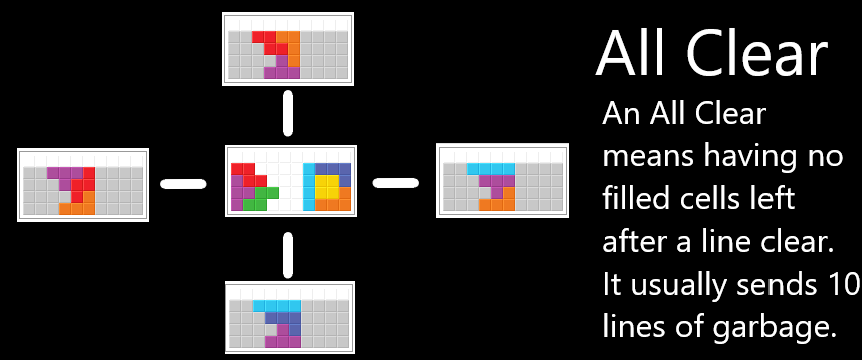 All Clear
An All Clear
means having no
filled cells left
after a line clear.
It usually sends 10
lines of garbage.